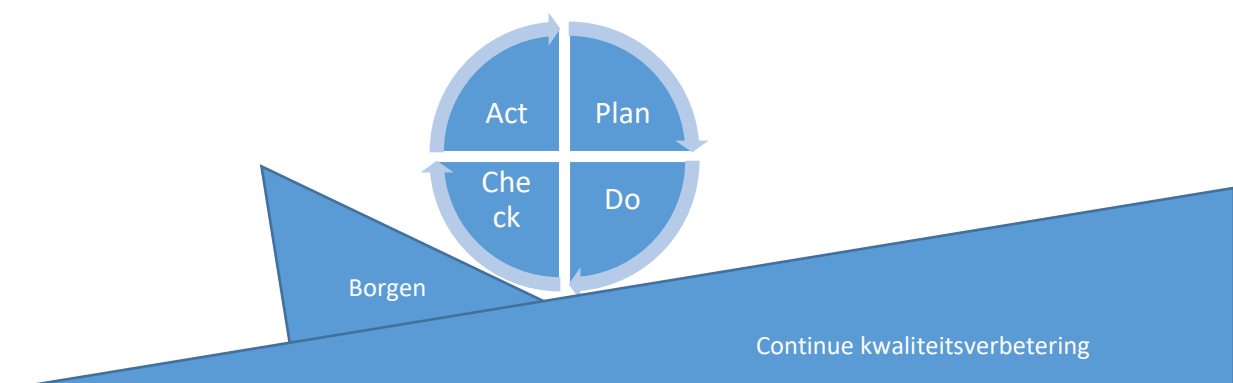 Act
Plan
Che
ck
Do
Borgen
Continue kwaliteitsverbetering